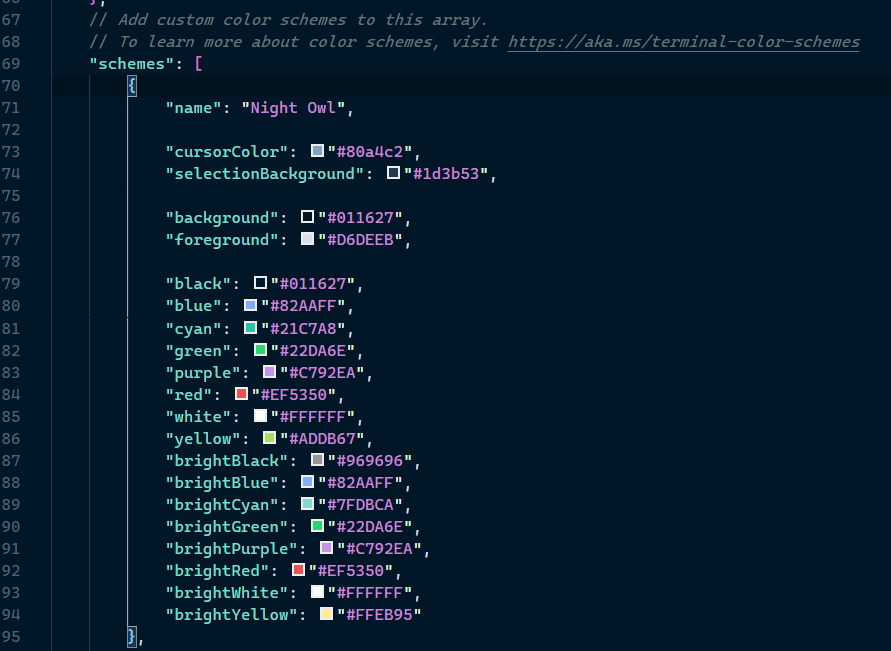 },
67 // Add custom color schemes to this array.
68 // To learn more about color schemes, visit https://aka.ms/terminal-color-schemes
69 "schemes": [
70 {
71 "name": "Night Owl",
72
73 "cursorColor": "#80a4c2",
74 "selectionBackground": "#1d3b53",
75
76 "background": "#011627",
77 "foreground": "#D6DEEB",
78
79 "black": "#011627",
80 "blue": "#82AAFF",
81 "cyan": "#21C7A8",
82 "green": "#22DA6E",
83 "purple": "#C792EA",
84 "red": "#EF5350",
85 "white": "#FFFFFF",
86 "yellow": "#ADDB67",
87 "brightBlack": "#969696",
88 "brightBlue": "#82AAFF",
89 "brightCyan": "#7FDBCA",
90 "brightGreen": "#22DA6E",
91 "brightPurple": "#C792EA",
92 "brightRed": "#EF5350",
93 "brightWhite": "#FFFFFF",
94 "brightYellow": "#FFEB95"
95 },